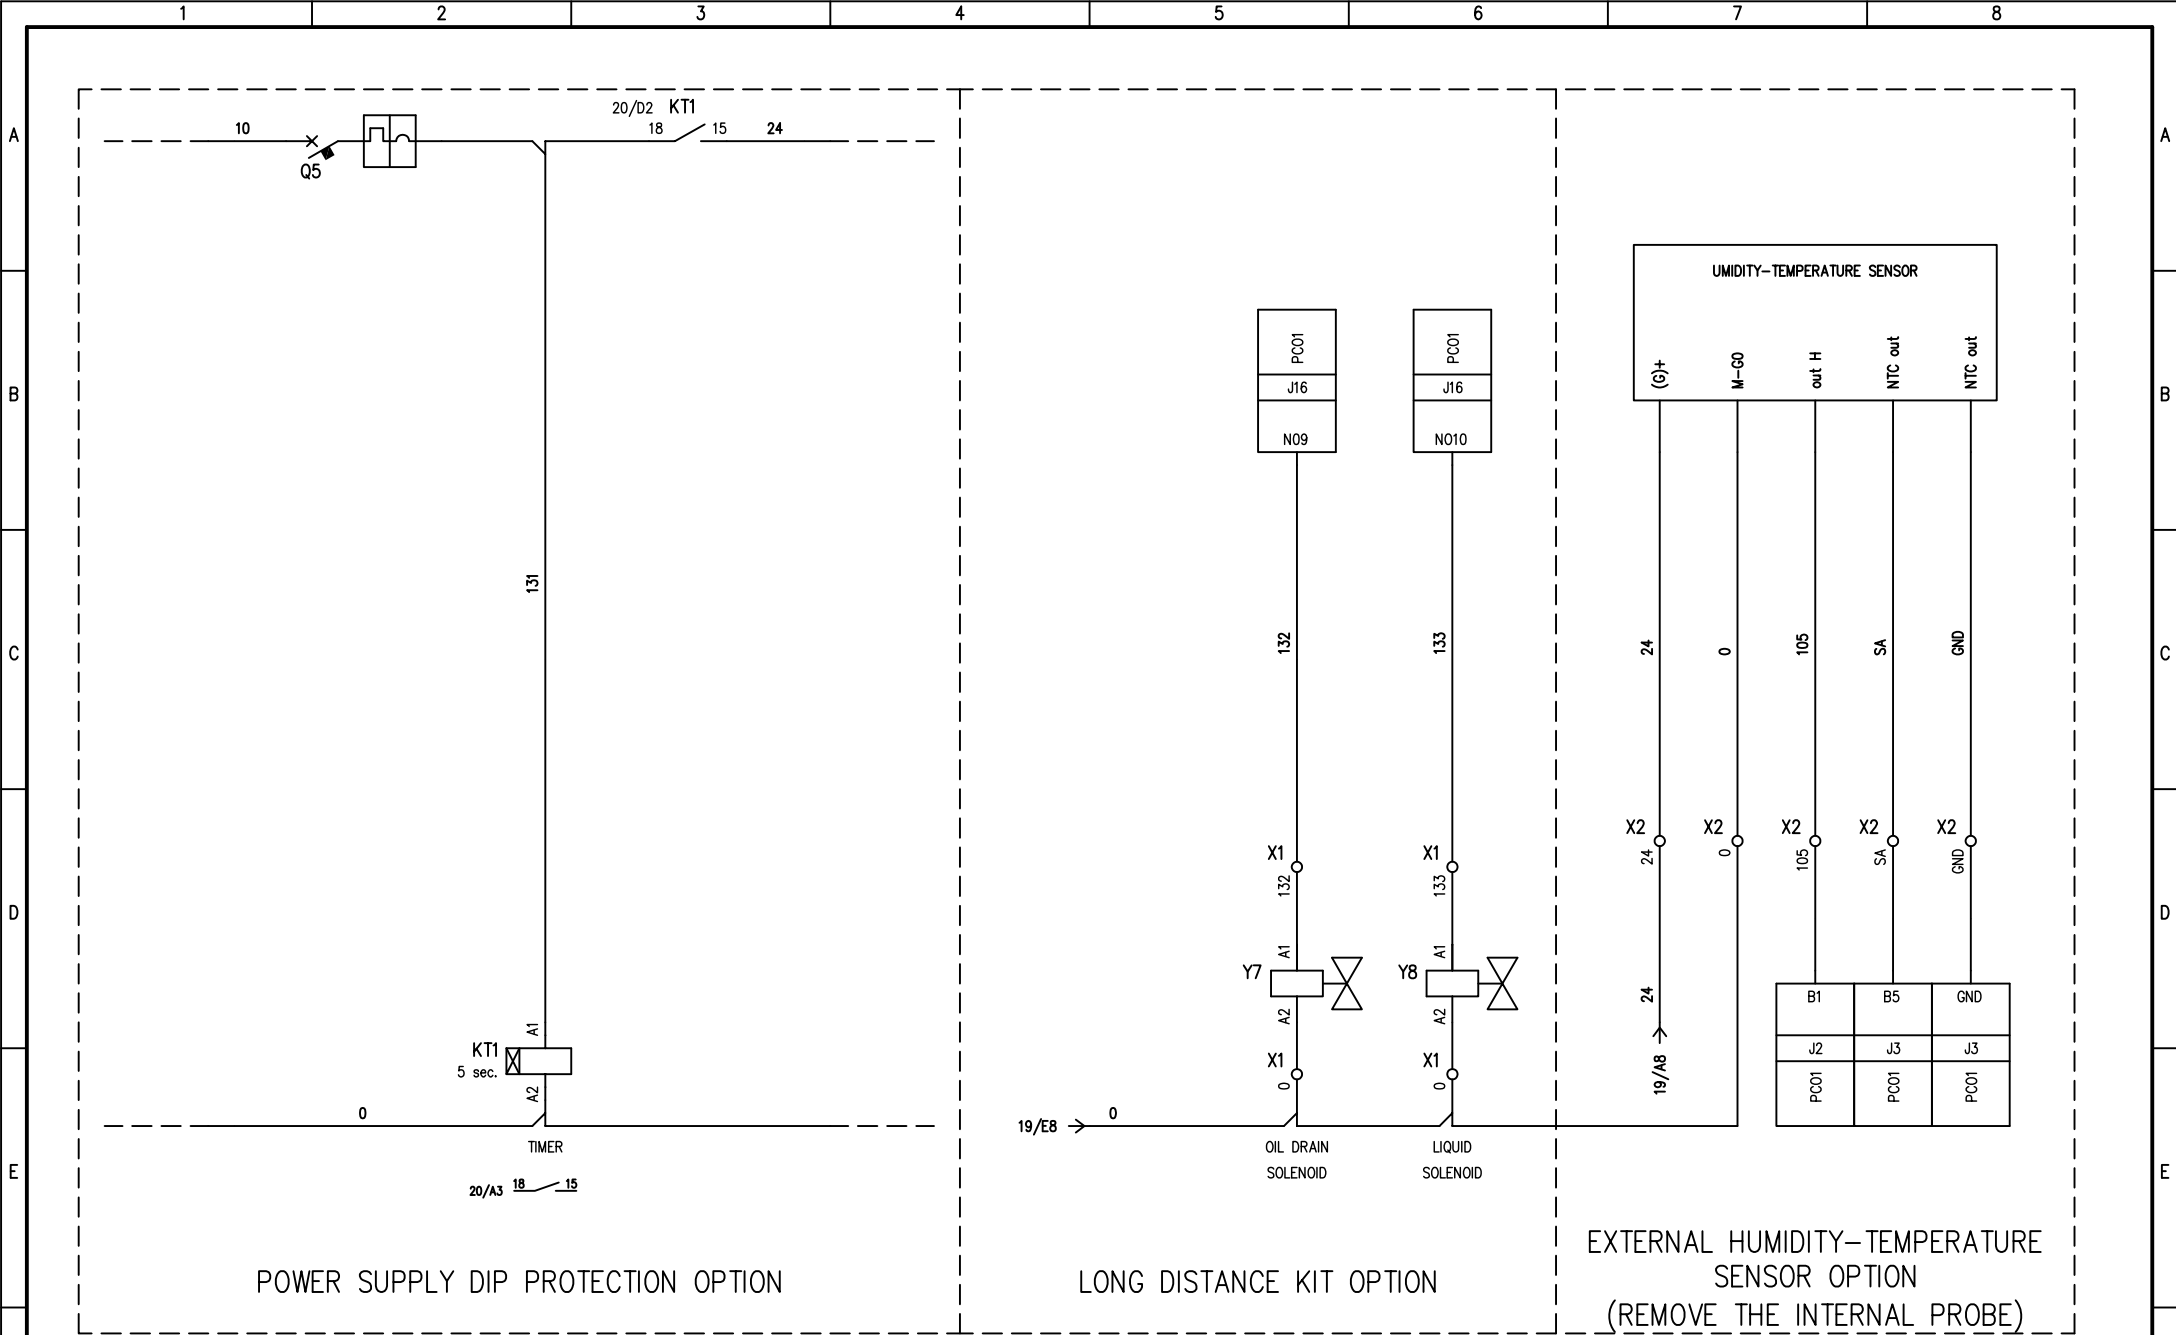 1 2 3 4 5 6 7 8
A
B
C
D
E
A
B
C
D
E
10
Q5
20/D2 KT1
18 15 24
131
A1
KT1
5 sec.
A2
0
TIMER
20/A3 18 15
POWER SUPPLY DIP PROTECTION OPTION
PCO1
J16
NO9
132
X1
132
A1
Y7
A2
X1
0
OIL DRAIN
SOLENOID
PCO1
J16
NO10
133
X1
133
A1
Y8
A2
X1
0
LIQUID
SOLENOID
19/E8 0
LONG DISTANCE KIT OPTION
UMIDITY-TEMPERATURE SENSOR
(G)+
M-G0
out H
NTC out
NTC out
24
0
105
SA
GND
X2 X2 X2 X2 X2
24
0
105
SA
GND
24
19/A8
B1 B5 GND
J2 J3 J3
PCO1
PCO1
PCO1
EXTERNAL HUMIDITY-TEMPERATURE
SENSOR OPTION
(REMOVE THE INTERNAL PROBE)